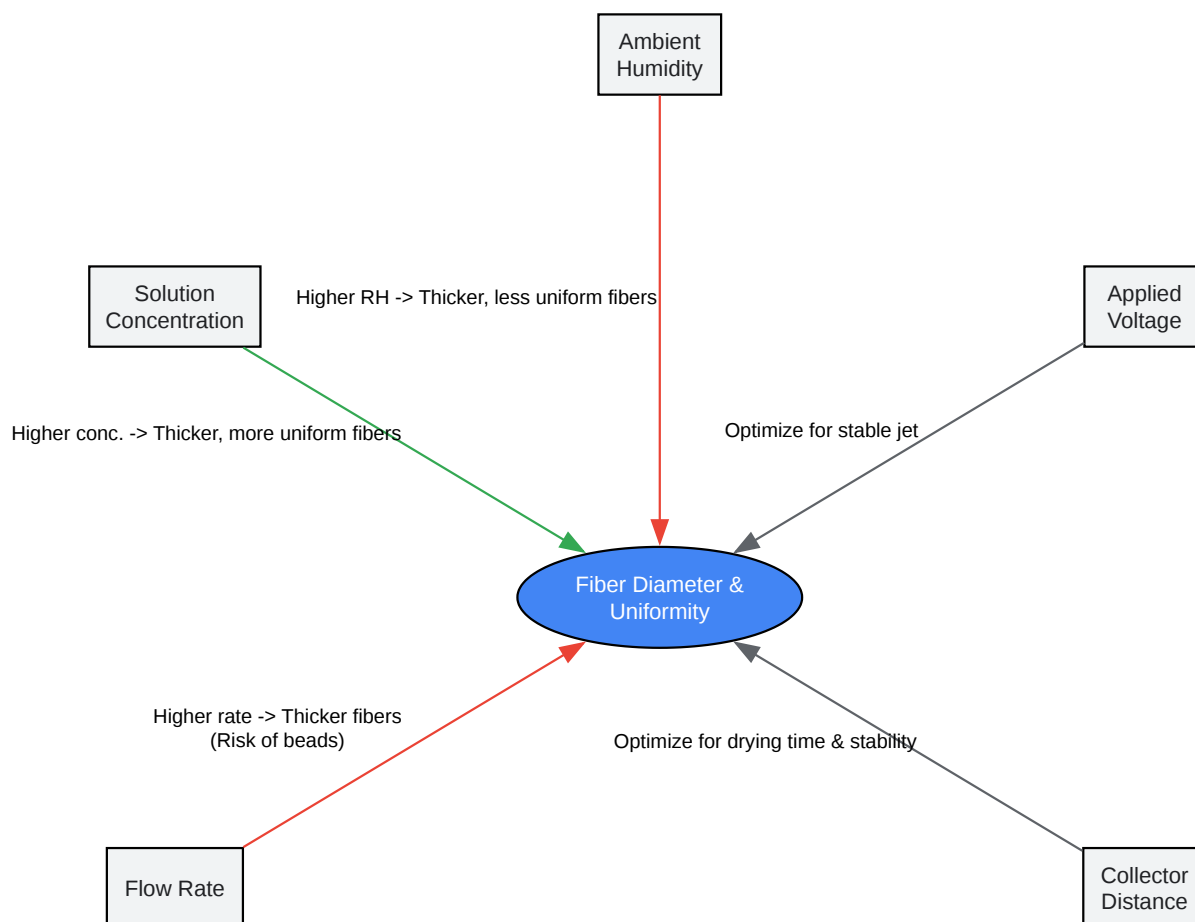 Ambient
Humidity
Solution
Concentration
Higher RH -> Thicker, less uniform fibers
Applied
Voltage
Higher conc. -> Thicker, more uniform fibers
Optimize for stable jet
Fiber Diameter &
Uniformity
Higher rate -> Thicker fibers
(Risk of beads)
Optimize for drying time & stability
Flow Rate
Collector
Distance